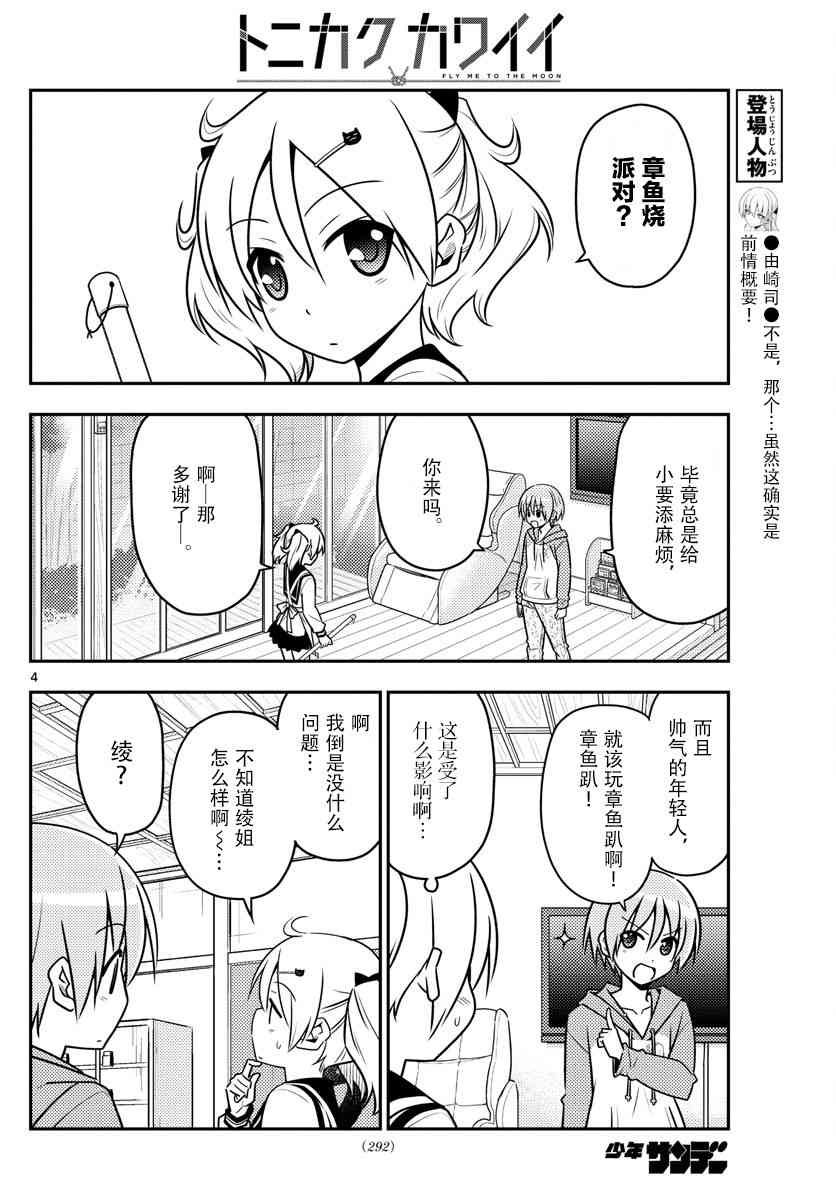 トニカクカワイイ
FLY ME TO THE MOON
とうじょうじんぶつ
登場人物
●由崎司●不是，那个…虽然这确实是
前情概要！
章鱼烧
派对？
毕竟总是给
小要添麻烦，
你来吗。
啊—那
多谢了—。
4
而且
帅气的年轻人，
就该玩章鱼趴啊！
章鱼趴！
这是受了
什么影响啊…
啊
我倒是没什么
问题…
不知道绫姐
怎么样啊～…
绫？
(292)
少年サンデー